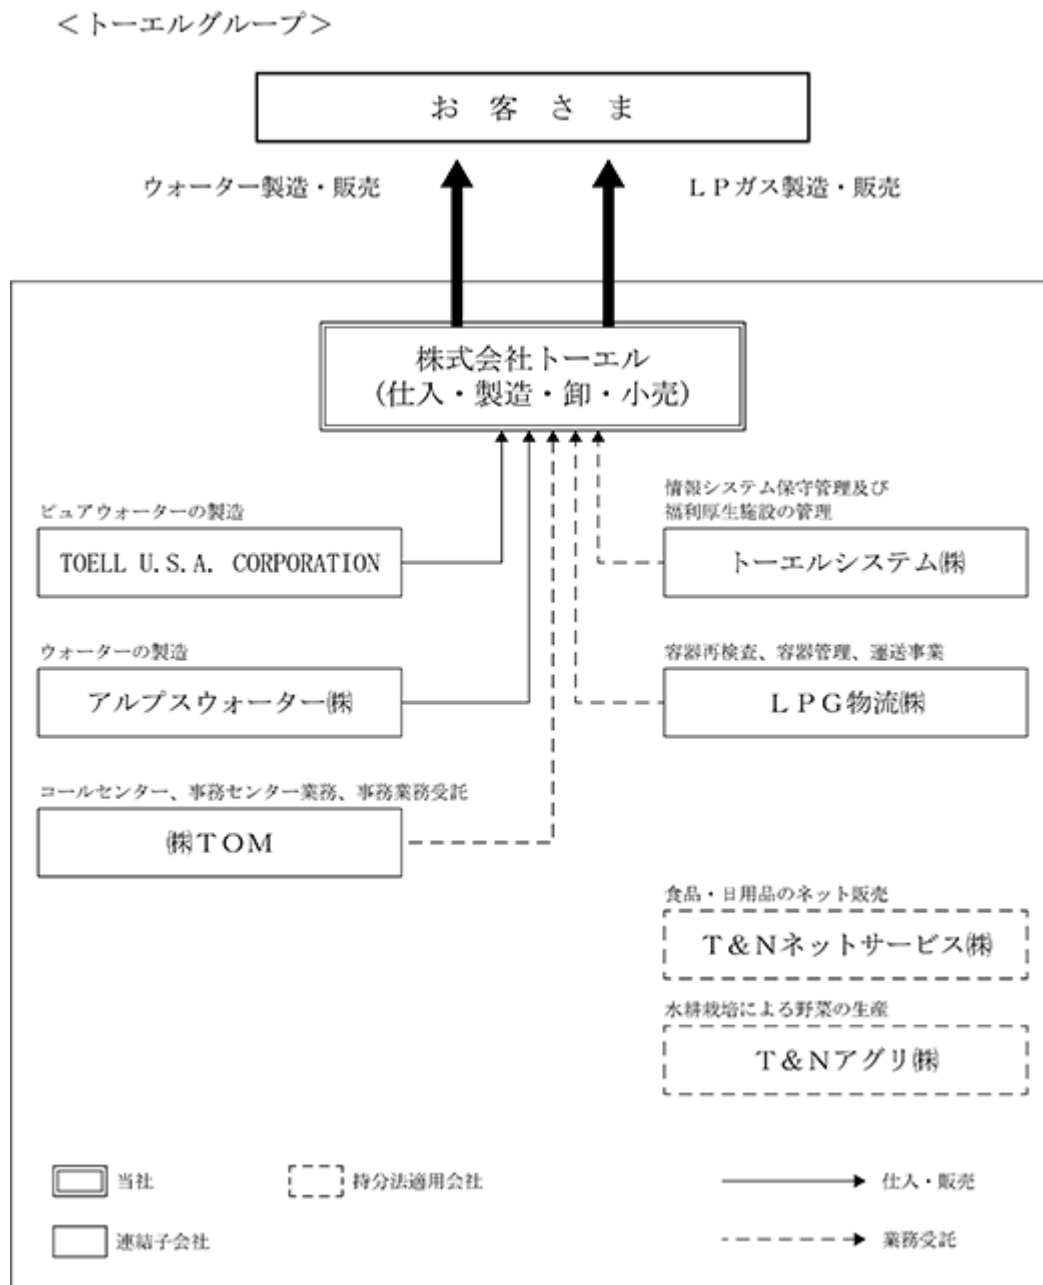 ＜トーエルグループ＞
お客さま
ウォーター製造・販売
ＬＰガス製造・販売
株式会社トーエル
（仕入・製造・卸・小売）
ピュアウォーターの製造
TOELL U.S.A. CORPORATION
情報システム保守管理及び
福利厚生施設の管理
トーエルシステム㈱
ウォーターの製造
アルプスウォーター㈱
容器再検査、容器管理、運送事業
ＬＰＧ物流㈱
コールセンター、事務センター業務、事務業務受託
㈱ＴＯＭ
食品・日用品のネット販売
Ｔ＆Ｎネットサービス㈱
水耕栽培による野菜の生産
Ｔ＆Ｎアグリ㈱
当社
持分法適用会社
仕入・販売
連結子会社
業務受託